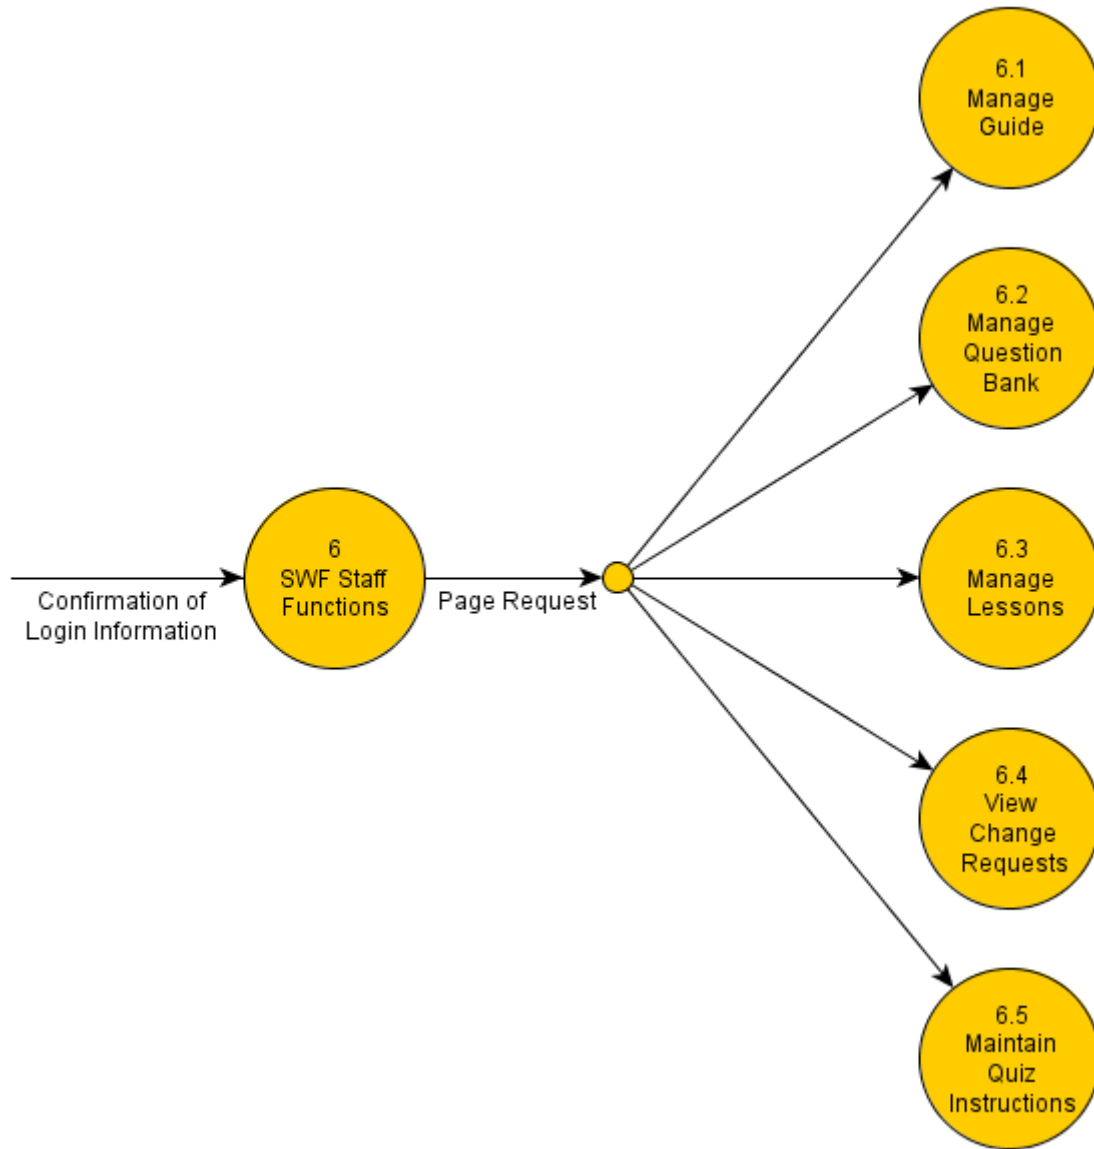 6.1
Manage
Guide
6.2
Manage
Question
Bank
6
SWF Staff
Functions
Confirmation of
Login Information
Page Request
6.3
Manage
Lessons
6.4
View
Change
Requests
6.5
Maintain
Quiz
Instructions